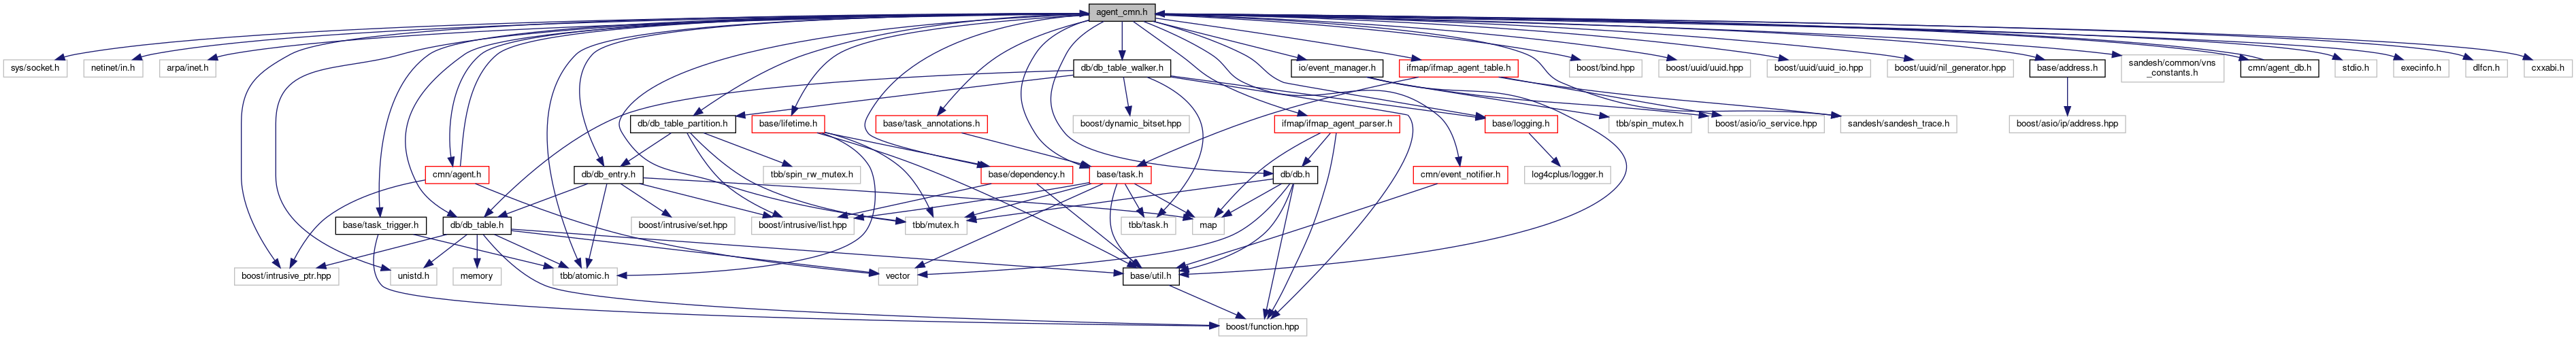 agent_cmn.h
sys/socket.h
netinet/in.h
arpa/inet.h
db/db_table_walker.h
io/event_manager.h
ifmap/ifmap_agent_table.h
boost/bind.hpp
boost/uuid/uuid.hpp
boost/uuid/uuid_io.hpp
boost/uuid/nil_generator.hpp
base/address.h
sandesh/common/vns
_constants.h
cmn/agent_db.h
stdio.h
execinfo.h
dlfcn.h
cxxabi.h
db/db_table_partition.h
base/lifetime.h
base/task_annotations.h
boost/dynamic_bitset.hpp
ifmap/ifmap_agent_parser.h
base/logging.h
tbb/spin_mutex.h
boost/asio/io_service.hpp
sandesh/sandesh_trace.h
boost/asio/ip/address.hpp
cmn/agent.h
db/db_entry.h
tbb/spin_rw_mutex.h
base/dependency.h
base/task.h
db/db.h
cmn/event_notifier.h
log4cplus/logger.h
base/task_trigger.h
db/db_table.h
boost/intrusive/set.hpp
boost/intrusive/list.hpp
tbb/mutex.h
tbb/task.h
map
boost/intrusive_ptr.hpp
unistd.h
memory
tbb/atomic.h
vector
base/util.h
boost/function.hpp